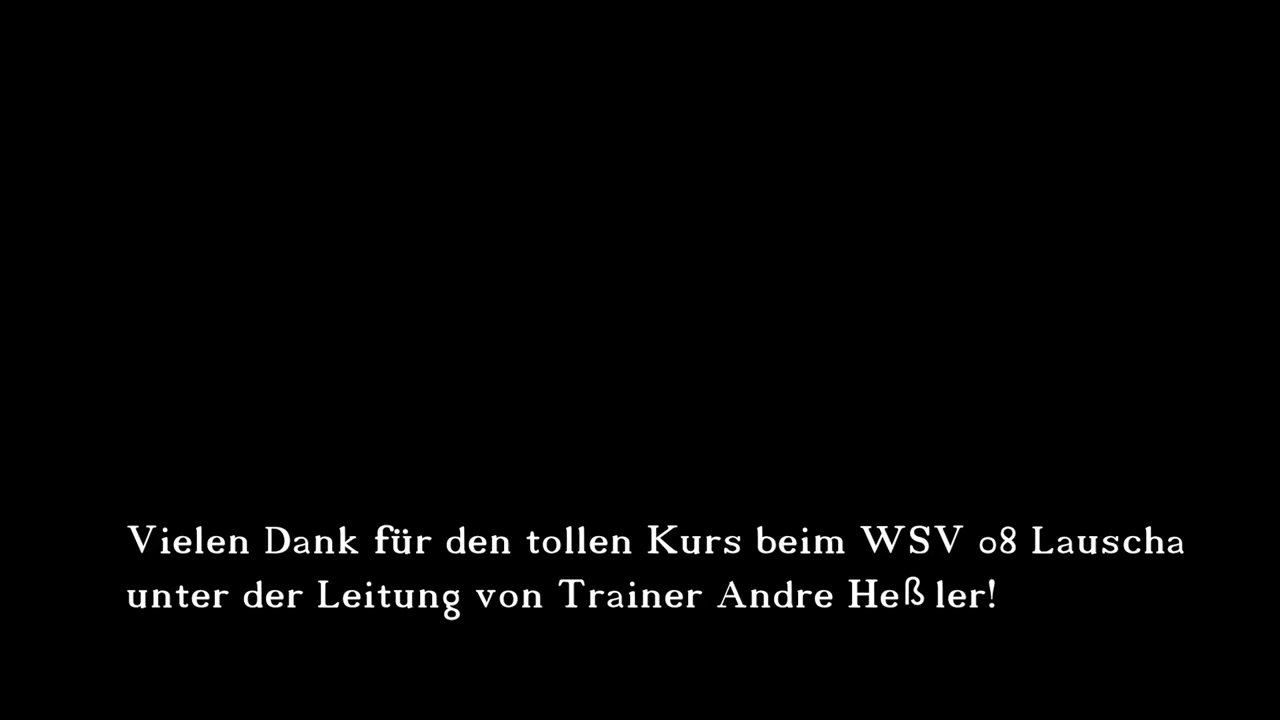 Vielen Dank für den tollen Kurs beim WSV 08 Lauscha
unter der Leitung von Trainer Andre Heßler!